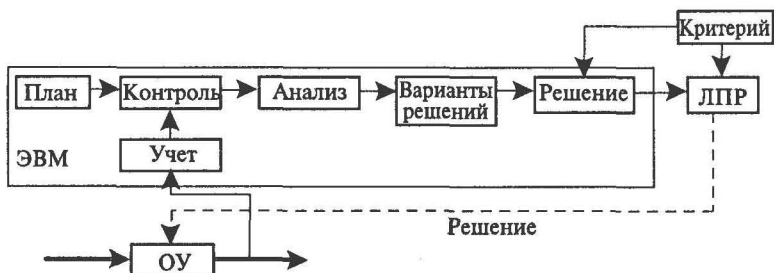 Критерий
План
Контроль
Анализ
Варианты
решений
Решение
ЛПР
Учет
ЭВМ
Решение
ОУ